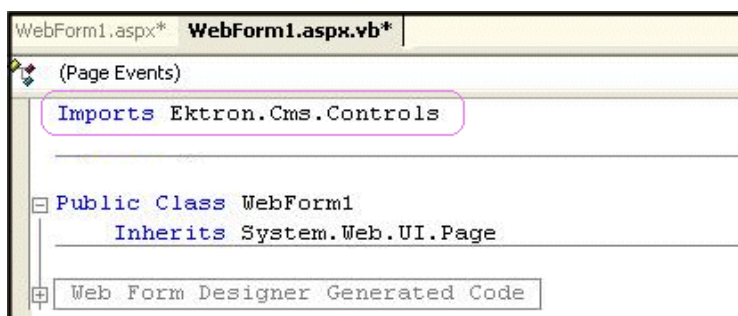 WebForm1.aspx* WebForm1.aspx.vb*
(Page Events)
Imports Ektron.Cms.Controls
Public Class WebForm1
Inherits System.Web.UI.Page
Web Form Designer Generated Code